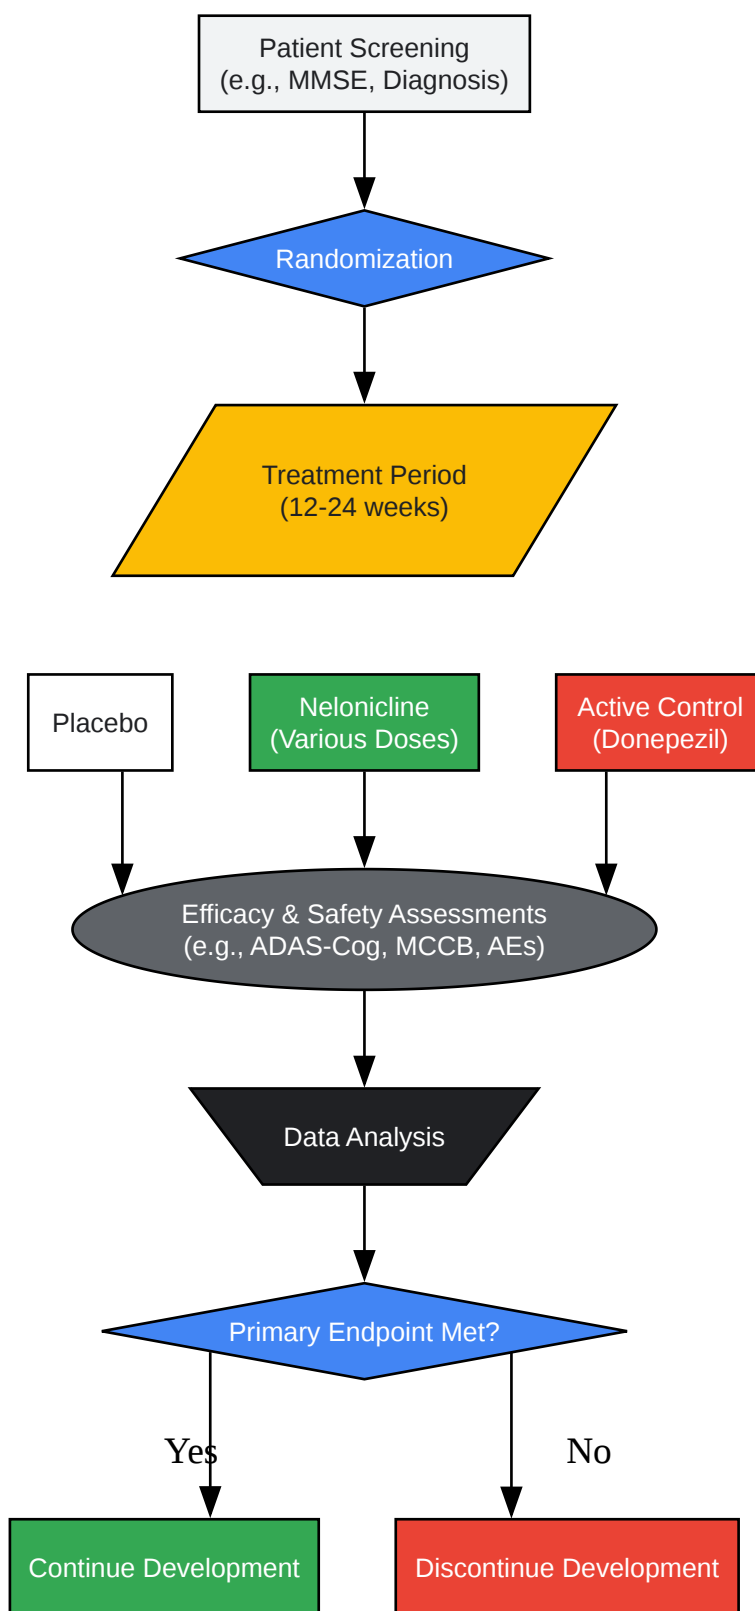 Patient Screening
(e.g., MMSE, Diagnosis)
Randomization
Treatment Period
(12-24 weeks)
Placebo
Nelonicline
(Various Doses)
Active Control
(Donepezil)
Efficacy & Safety Assessments
(e.g., ADAS-Cog, MCCB, AEs)
Data Analysis
Primary Endpoint Met?
Yes
No
Continue Development
Discontinue Development